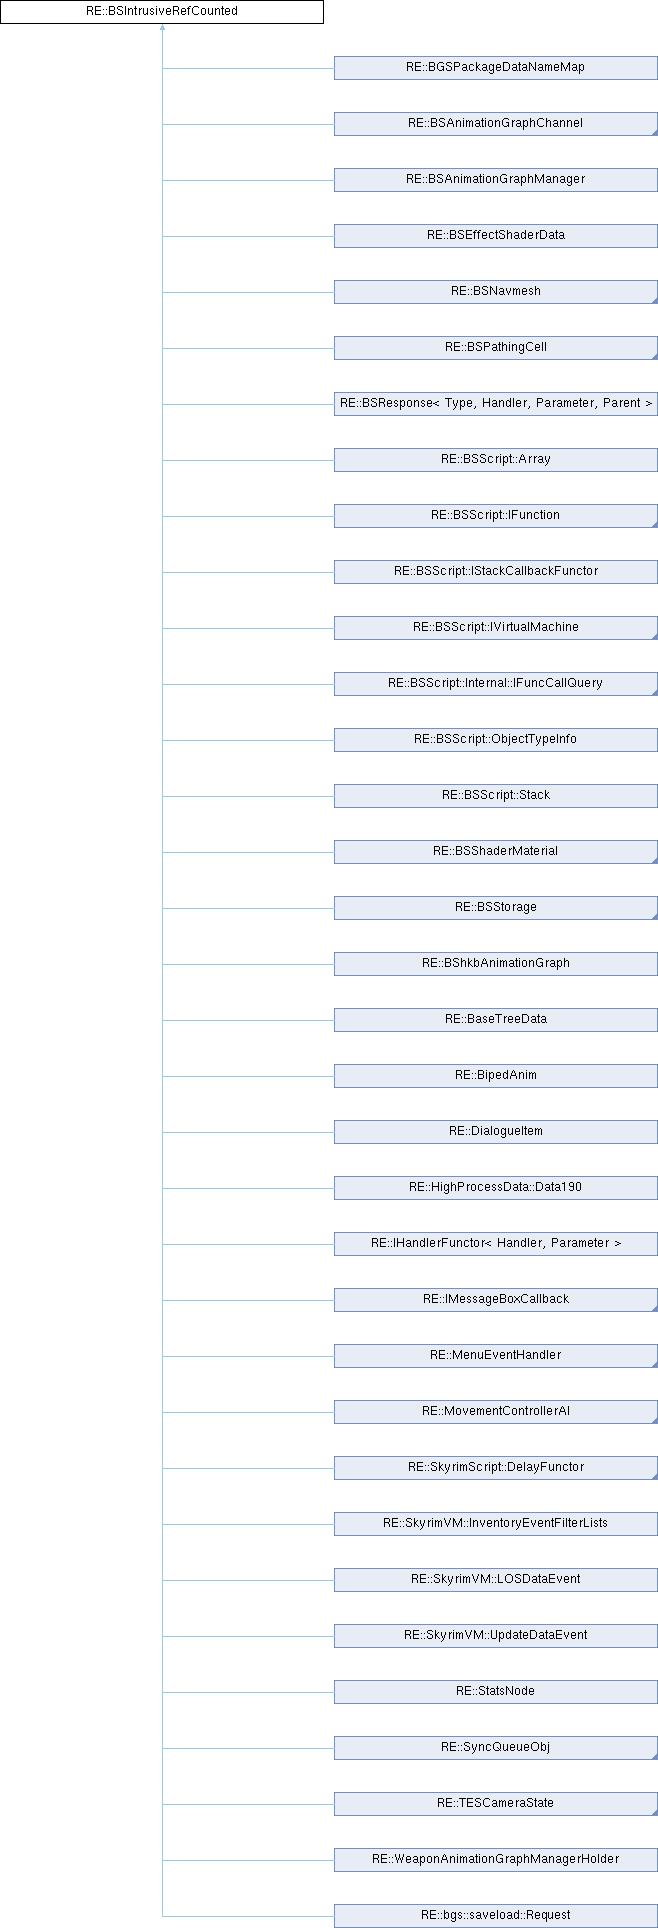 RE::BSIntrusiveRefCounted
RE::BGSPackageDataNameMap
RE::BSAnimationGraphChannel
RE::BSAnimationGraphManager
RE::BSEffectShaderData
RE::BSNavmesh
RE::BSPathingCell
RE::BSResponse< Type, Handler, Parameter, Parent >
RE::BSScript::Array
RE::BSScript::IFunction
RE::BSScript::IStackCallbackFunctor
RE::BSScript::IVirtualMachine
RE::BSScript::Internal::IFuncCallQuery
RE::BSScript::ObjectTypeInfo
RE::BSScript::Stack
RE::BSShaderMaterial
RE::BSStorage
RE::BShkbAnimationGraph
RE::BaseTreeData
RE::BipedAnim
RE::DialogueItem
RE::HighProcessData::Data190
RE::IHandlerFunctor< Handler, Parameter >
RE::IMessageBoxCallback
RE::MenuEventHandler
RE::MovementControllerAI
RE::SkyrimScript::DelayFunctor
RE::SkyrimVM::InventoryEventFilterLists
RE::SkyrimVM::LOSDataEvent
RE::SkyrimVM::UpdateDataEvent
RE::StatsNode
RE::SyncQueueObj
RE::TESCameraState
RE::WeaponAnimationGraphManagerHolder
RE::bgs::saveload::Request